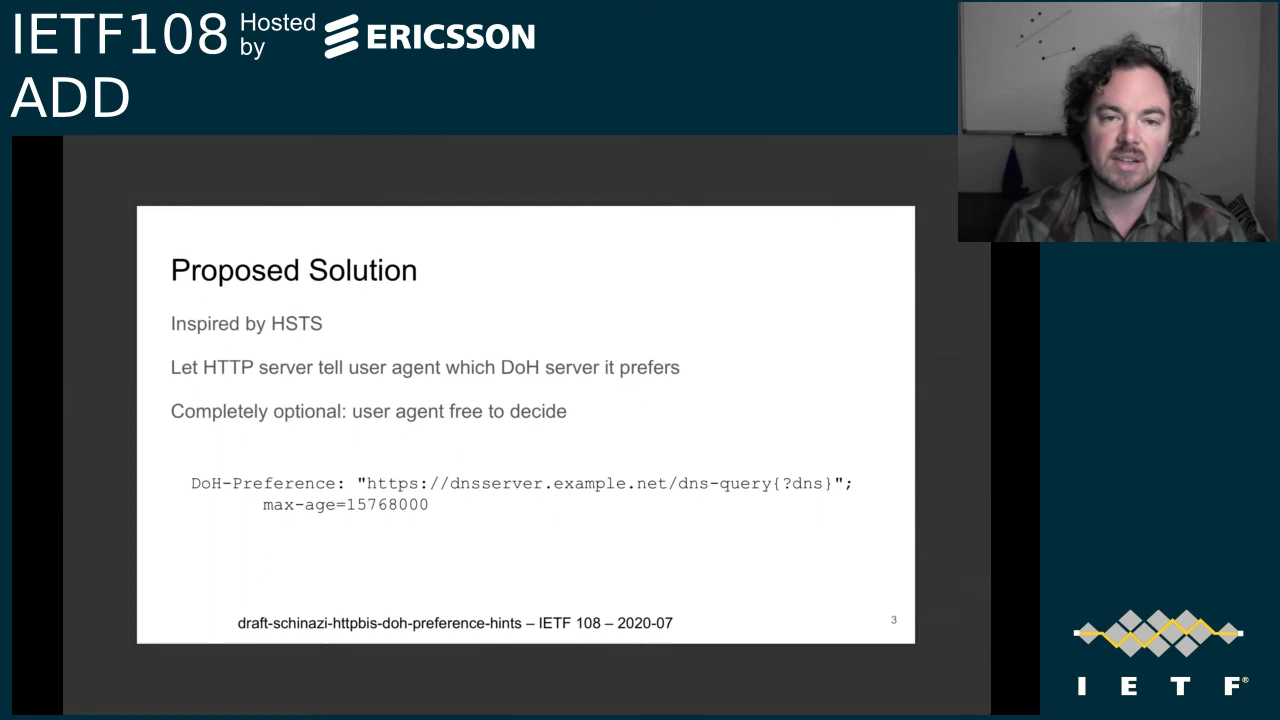 IETF108 Hosted by ERICSSON
ADD
Proposed Solution
Inspired by HSTS
Let HTTP server tell user agent which DoH server it prefers
Completely optional: user agent free to decide
DoH-Preference: "https://dnsserver.example.net/dns-query{?dns}";
max-age=15768000
draft-schinazi-httpbis-doh-preference-hints – IETF 108 – 2020-07
3
I E T F®